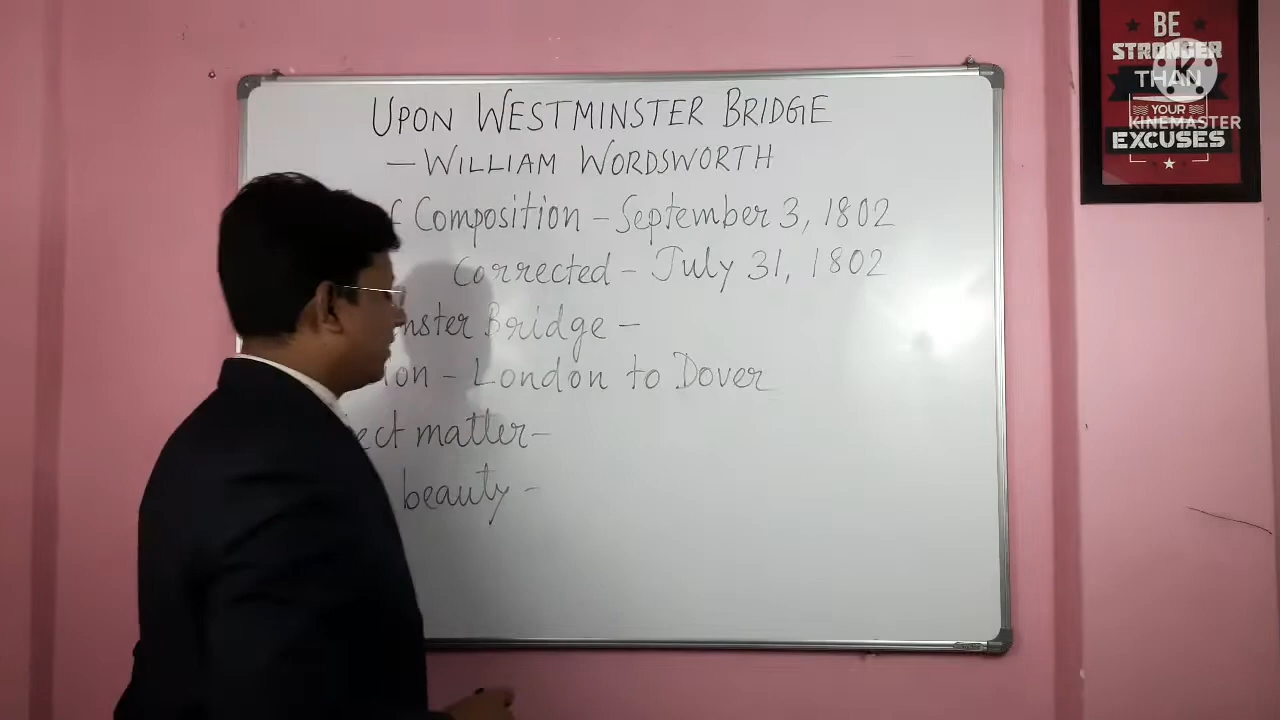 UPON WESTMINSTER BRIDGE
— WILLIAM WORDSWORTH
f Composition – September 3, 1802
Corrected – July 31, 1802
nster Bridge –
ion – London to Dover
ect matter–
beauty –
BE
STRONGER
THAN
YOUR
EXCUSES
K
KINEMASTER